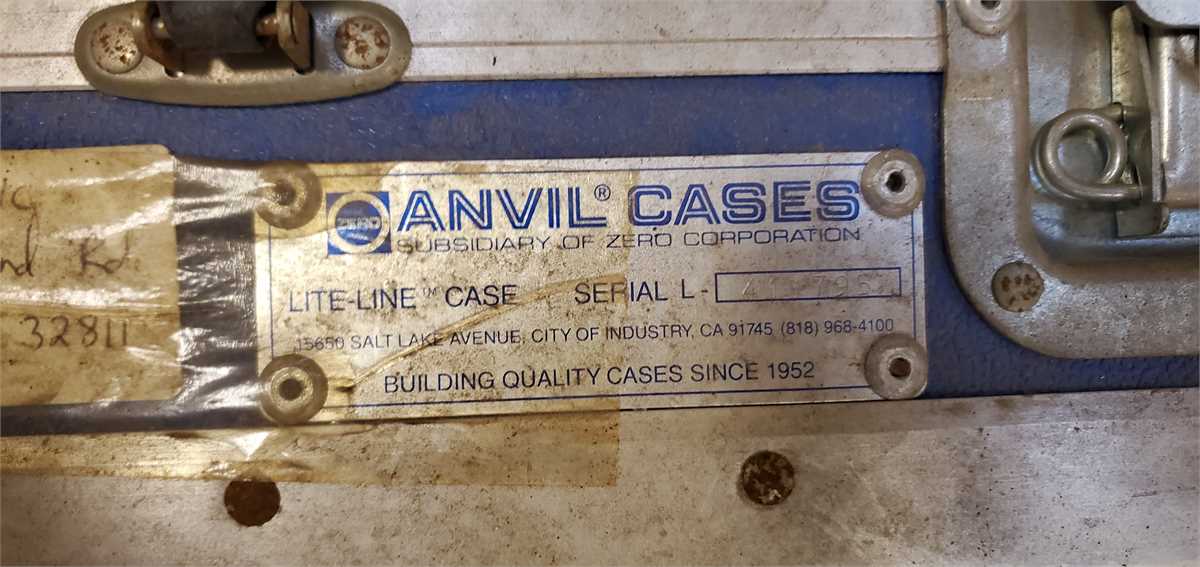 ZERO
ANVIL® CASES
SUBSIDIARY OF ZERO CORPORATION
LITE-LINE™ CASE SERIAL L-
15650 SALT LAKE AVENUE, CITY OF INDUSTRY, CA 91745 (818) 968-4100
BUILDING QUALITY CASES SINCE 1952
Rd
32811